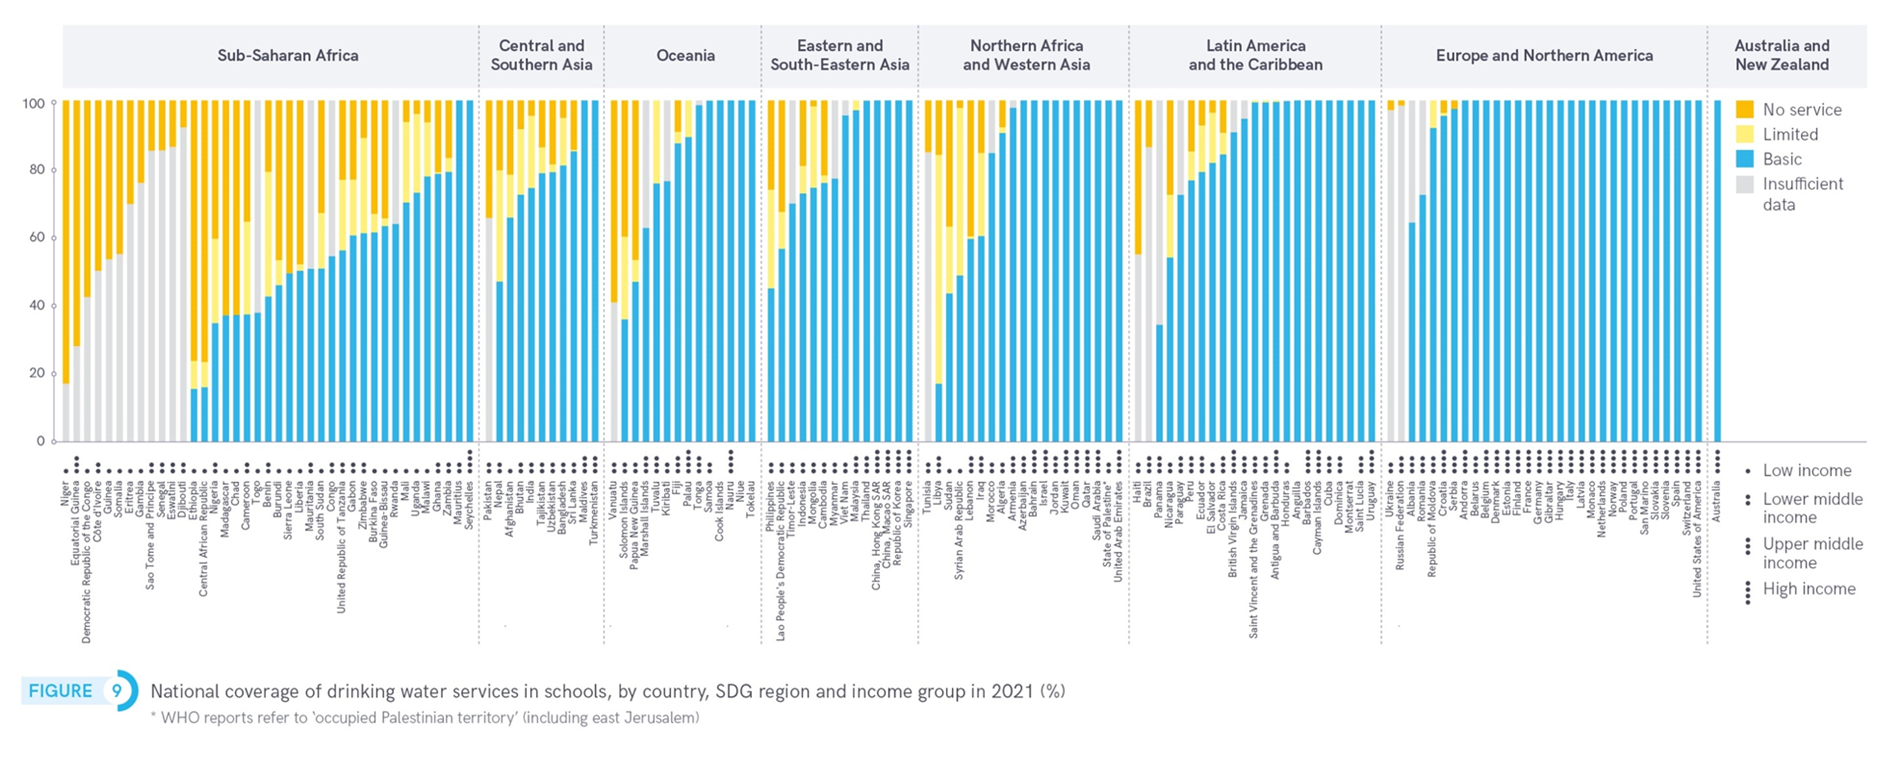 Sub-Saharan Africa
Central and
Southern Asia
Oceania
Eastern and
South-Eastern Asia
Northern Africa
and Western Asia
Latin America
and the Caribbean
Europe and Northern America
Australia and
New Zealand
100
80
60
40
20
0
No service
Limited
Basic
Insufficient
data
Niger
Equatorial Guinea
Democratic Republic of the Congo
Côte d'Ivoire
Guinea
Somalia
Eritrea
Gambia
Sao Tome and Principe
Senegal
Eswatini
Djibouti
Ethiopia
Central African Republic
Nigeria
Madagascar
Chad
Cameroon
Togo
Benin
Burundi
Sierra Leone
Liberia
Mauritania
South Sudan
Congo
United Republic of Tanzania
Gabon
Zimbabwe
Burkina Faso
Guinea-Bissau
Rwanda
Mali
Uganda
Malawi
Ghana
Zambia
Mauritius
Seychelles
Pakistan
Nepal
Afghanistan
Bhutan
India
Tajikistan
Uzbekistan
Bangladesh
Sri Lanka
Maldives
Turkmenistan
Vanuatu
Solomon Islands
Papua New Guinea
Marshall Islands
Tuvalu
Kiribati
Fiji
Palau
Tonga
Samoa
Cook Islands
Nauru
Niue
Tokelau
Philippines
Lao People's Democratic Republic
Timor-Leste
Indonesia
Mongolia
Cambodia
Myanmar
Viet Nam
Malaysia
Thailand
China, Hong Kong SAR
China, Macao SAR
Republic of Korea
Singapore
Tunisia
Libya
Sudan
Syrian Arab Republic
Lebanon
Iraq
Morocco
Algeria
Armenia
Azerbaijan
Bahrain
Israel
Jordan
Kuwait
Oman
Qatar
Saudi Arabia
State of Palestine*
United Arab Emirates
Haiti
Brazil
Panama
Nicaragua
Paraguay
Peru
Ecuador
El Salvador
Costa Rica
British Virgin Islands
Jamaica
Saint Vincent and the Grenadines
Grenada
Antigua and Barbuda
Honduras
Anguilla
Barbados
Cayman Islands
Cuba
Dominica
Montserrat
Saint Lucia
Uruguay
Ukraine
Russian Federation
Albania
Romania
Republic of Moldova
Croatia
Serbia
Andorra
Belarus
Belgium
Denmark
Estonia
Finland
France
Germany
Gibraltar
Hungary
Italy
Latvia
Monaco
Netherlands
Norway
Poland
Portugal
San Marino
Slovakia
Slovenia
Spain
Switzerland
United States of America
Australia
Low income
Lower middle
income
Upper middle
income
High income
FIGURE 9
National coverage of drinking water services in schools, by country, SDG region and income group in 2021 (%)
* WHO reports refer to 'occupied Palestinian territory' (including east Jerusalem)